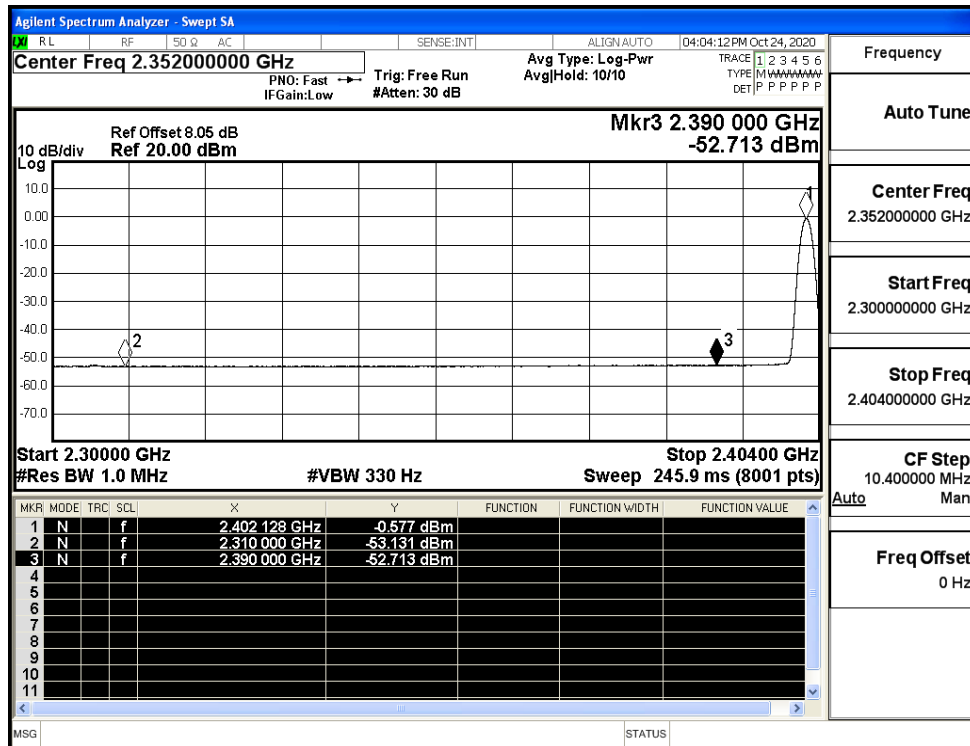 Agilent Spectrum Analyzer - Swept SA
LXI RL RF 50 Ω AC SENSE:INT ALIGN AUTO 04:04:12 PM Oct 24, 2020
Center Freq 2.352000000 GHz
PNO: Fast
IFGain:Low
Trig: Free Run
#Atten: 30 dB
Avg Type: Log-Pwr
Avg|Hold: 10/10
TRACE 1 2 3 4 5 6
TYPE M W W W W W
DET P P P P P P
Ref Offset 8.05 dB
10 dB/div Ref 20.00 dBm
Log
Mkr3 2.390 000 GHz
-52.713 dBm
10.0
0.00
-10.0
-20.0
-30.0
-40.0
-50.0
-60.0
-70.0
1
2
3
Start 2.30000 GHz Stop 2.40400 GHz
#Res BW 1.0 MHz #VBW 330 Hz Sweep 245.9 ms (8001 pts)
MKR MODE TRC SCL X Y FUNCTION FUNCTION WIDTH FUNCTION VALUE
1 N f 2.402 128 GHz -0.577 dBm
2 N f 2.310 000 GHz -53.131 dBm
3 N f 2.390 000 GHz -52.713 dBm
4
5
6
7
8
9
10
11
MSG STATUS
Frequency
Auto Tune
Center Freq
2.352000000 GHz
Start Freq
2.300000000 GHz
Stop Freq
2.404000000 GHz
CF Step
10.400000 MHz
Auto Man
Freq Offset
0 Hz